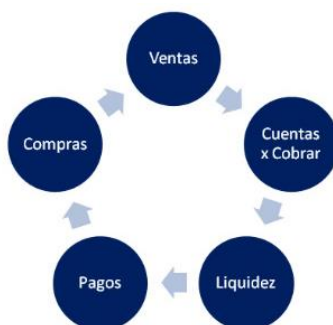 Ventas
Cuentas
x Cobrar
Liquidez
Pagos
Compras